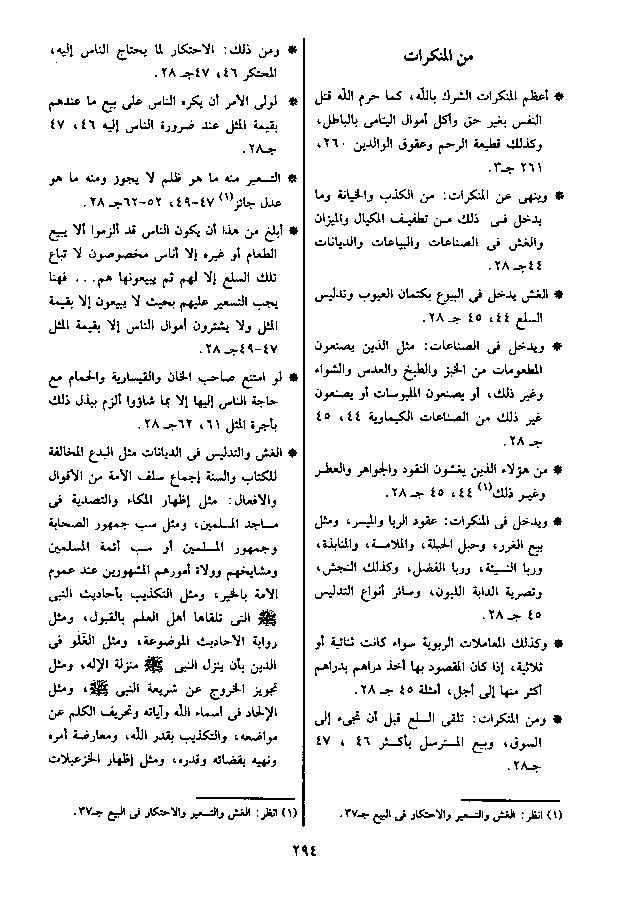 من المنكرات
* أعظم المنكرات الشرك بالله، كما حرم الله قتل
النفس بغير حق وأكل أموال اليتامى بالباطل،
وكذلك قطيعة الرحم وعقوق الوالدين ٢٦٠،
٢٦١ جـ٣.
* وينهى عن المنكرات: من الكذب والخيانة وما
يدخل فى ذلك من تطفيف المكيال والميزان
والغش فى الصناعات والبياعات والديانات
٤٤جـ ٢٨.
* الغش يدخل فى البيوع بكتمان العيوب وتدليس
السلع ٤٤، ٤٥ جـ ٢٨.
* ويدخل فى الصناعات: مثل الذين يصنعون
المطعومات من الخبز والطبخ والعدس والشواء
وغير ذلك، أو يصنعون الملبوسات أو يصنعون
غير ذلك من الصناعات الكيماوية ٤٤، ٤٥
جـ ٢٨.
* من هؤلاء الذين يغشون النقود والجواهر والعطر
وغير ذلك(١) ٤٤، ٤٥ جـ٢٨.
* ويدخل فى المنكرات: عقود الربا والميسر، ومثل
بيع الغرر، وحبل الحبلة، والملامسة، والمنابذة،
وربا النسيئة، وربا الفضل، وكذلك النجش،
وتصرية الدابة اللبون، وسائر أنواع التدليس
٤٥ جـ ٢٨.
* وكذلك المعاملات الربوية سواء كانت ثنائية أو
ثلاثية، إذا كان المقصود بها أخذ دراهم بدراهم
أكثر منها إلى أجل، أمثلة ٤٥ جـ٢٨.
* ومن المنكرات: تلقى السلع قبل أن تجىء إلى
السوق، وبيع المسترسل بأكثر ٤٦ ، ٤٧
جـ٢٨.
(١) انظر: الغش والتسعير والاحتكار فى البيع جـ٣٧.
* ومن ذلك: الاحتكار لما يحتاج الناس إليه،
المحتكر ٤٦، ٤٧جـ ٢٨.
* لولى الأمر أن يكره الناس على بيع ما عندهم
بقيمة المثل عند ضرورة الناس إليه ٤٦، ٤٧
جـ٢٨.
* التسعير منه ما هو ظلم لا يجوز ومنه ما هو
عدل جائز(١) ٤٧-٤٩، ٥٢-٦٢جـ ٢٨.
* أبلغ من هذا أن يكون الناس قد ألزموا ألا يبيع
الطعام أو غيره إلا أناس مخصوصون لا تباع
تلك السلع إلا لهم ثم يبيعونها هم... فهنا
يجب التسعير عليهم بحيث لا يبيعون إلا بقيمة
المثل ولا يشترون أموال الناس إلا بقيمة المثل
٤٧-٤٩جـ ٢٨.
* لو امتنع صاحب الخان والقيسارية والحمام مع
حاجة الناس إليها إلا بما شاؤوا ألزم ببذل ذلك
بأجرة المثل ٦١، ٦٢جـ ٢٨.
* الغش والتدليس فى الديانات مثل البدع المخالفة
للكتاب والسنة إجماع سلف الأمة من الأقوال
والأفعال: مثل إظهار المكاء والتصدية فى
مساجد المسلمين، ومثل سب جمهور الصحابة
وجمهور المسلمين أو سب أئمة المسلمين
ومشايخهم وولاة أمورهم المشهورين عند عموم
الأمة بالخير، ومثل التكذيب بأحاديث النبى
ﷺ التى تلقاها أهل العلم بالقبول، ومثل
رواية الأحاديث الموضوعة، ومثل الغلو فى
الدين بأن ينزل النبى ﷺ منزلة الإله، ومثل
تجويز الخروج عن شريعة النبى ﷺ، ومثل
الإلحاد فى أسماء الله وآياته وتحريف الكلم عن
مواضعه، والتكذيب بقدر الله، ومعارضة أمره
ونهيه بقضائه وقدره، ومثل إظهار الخزعبلات
(١) انظر: الغش والتسعير والاحتكار فى البيع جـ٣٧.
٢٩٤